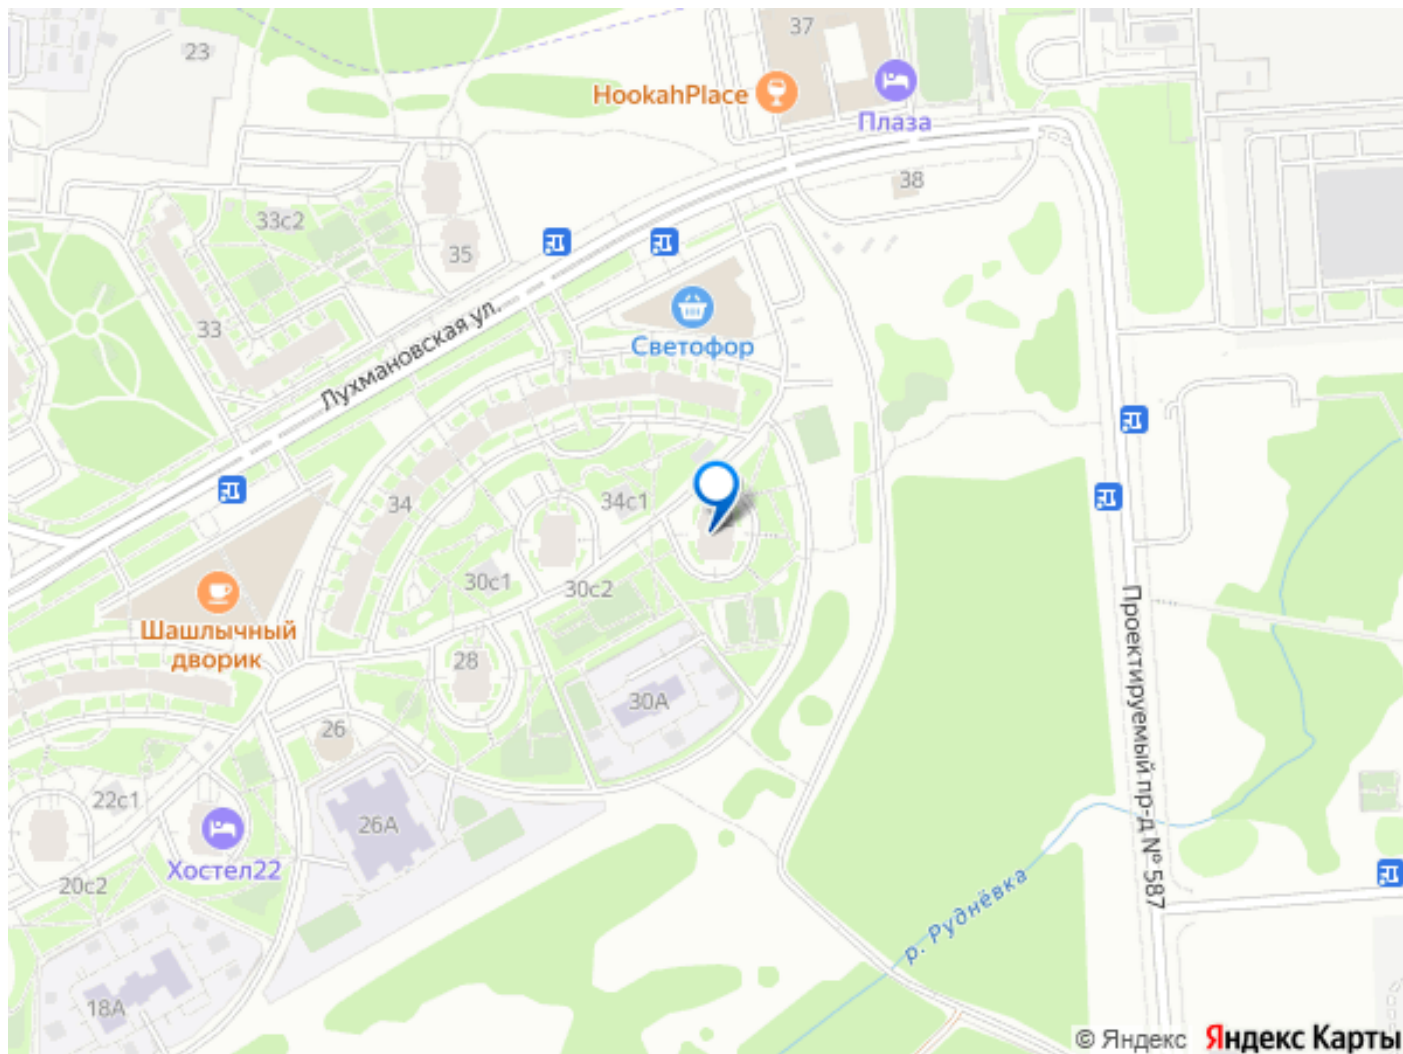 37
23
HookahPlace
Плаза
38
33с2
35
33
Лухмановская ул.
Светофор
34
34с1
30с1
30с2
Шашлычный
дворик
28
30А
26
Проектируемый пр-д № 587
22с1
26А
Хостел22
20с2
р. Руднёвка
18А
© Яндекс Яндекс Карты